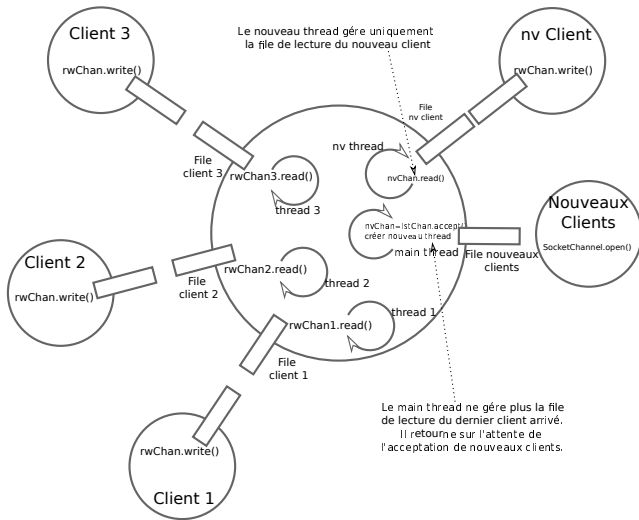 Client 3
rwChan.write()
Le nouveau thread gére uniquement
la file de lecture du nouveau client
nv Client
rwChan.write()
File
nv client
File
client 3
nv thread
rwChan3.read()
thread 3
nvChan.read()
nvChan=lstChan.accept()
créer nouveau thread
main thread
File nouveaux
clients
Nouveaux
Clients
SocketChannel.open()
Client 2
rwChan.write()
File
client 2
rwChan2.read()
thread 2
rwChan1.read()
thread 1
File
client 1
Le main thread ne gére plus la file
de lecture du dernier client arrivé.
Il retourne sur l'attente de
l'acceptation de nouveaux clients.
rwChan.write()
Client 1